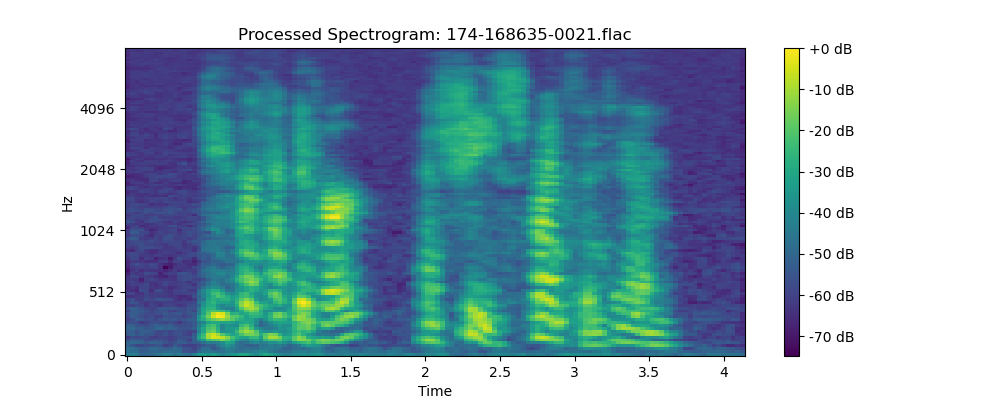 Processed Spectrogram: 174-168635-0021.flac
Hz
4096
2048
1024
512
0
0
0.5
1
1.5
2
2.5
3
3.5
4
Time
+0 dB
-10 dB
-20 dB
-30 dB
-40 dB
-50 dB
-60 dB
-70 dB